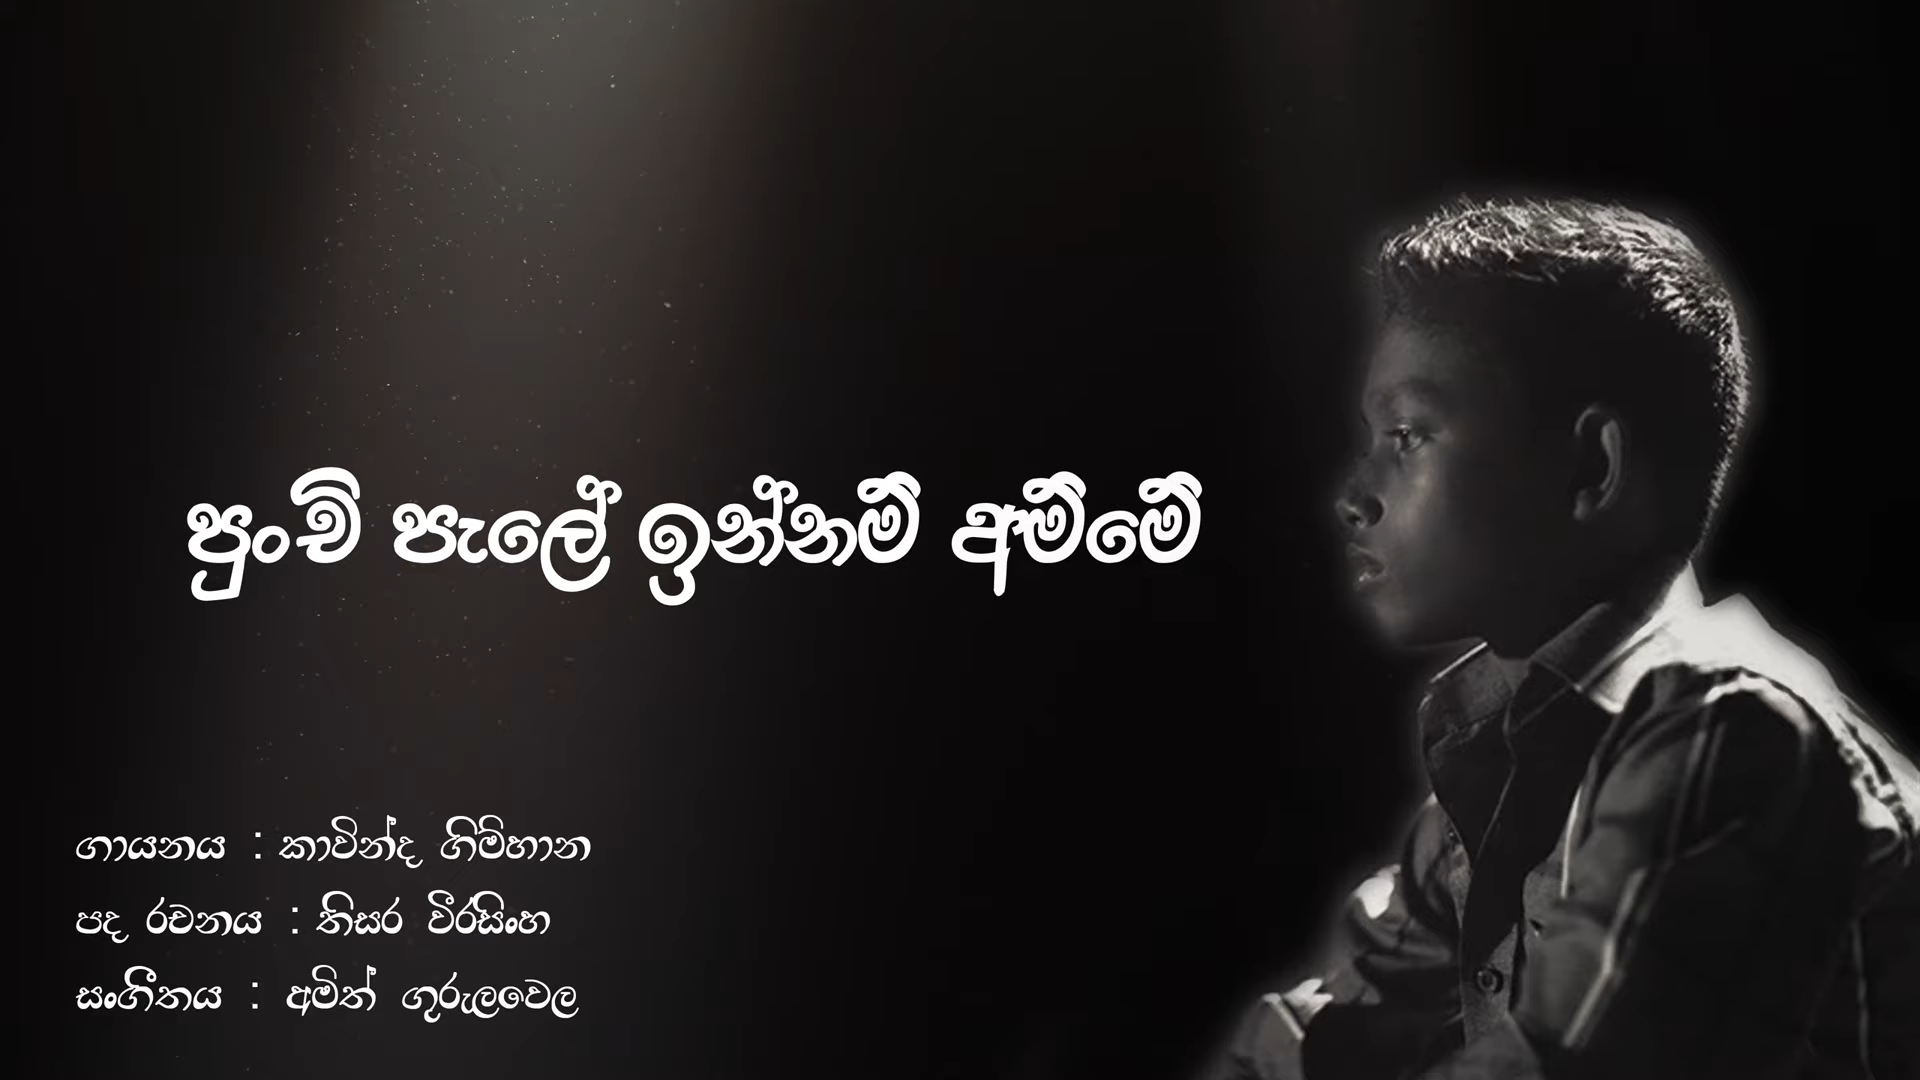 පුංචි පැලේ ඉන්නම් අම්මේ
ගායනය : කාවින්ද ගිම්හාන
පද රචනය : තිසර වීරසිංහ
සංගීතය : අමිත් ගුරුලවෙල